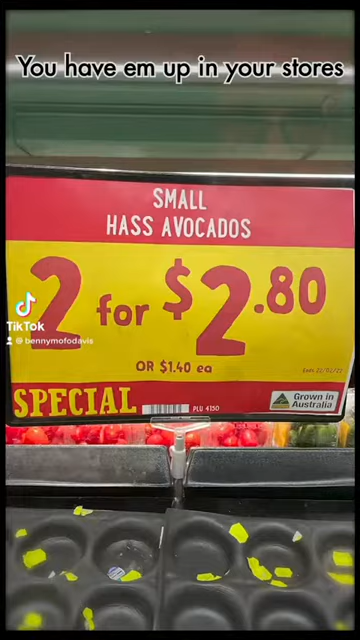 You have em up in your stores
SMALL
HASS AVOCADOS
2 for $2.80
TikTok
@ bennymofodavis
OR $1.40 ea
SPECIAL
PLU 4150
Grown in
Australia